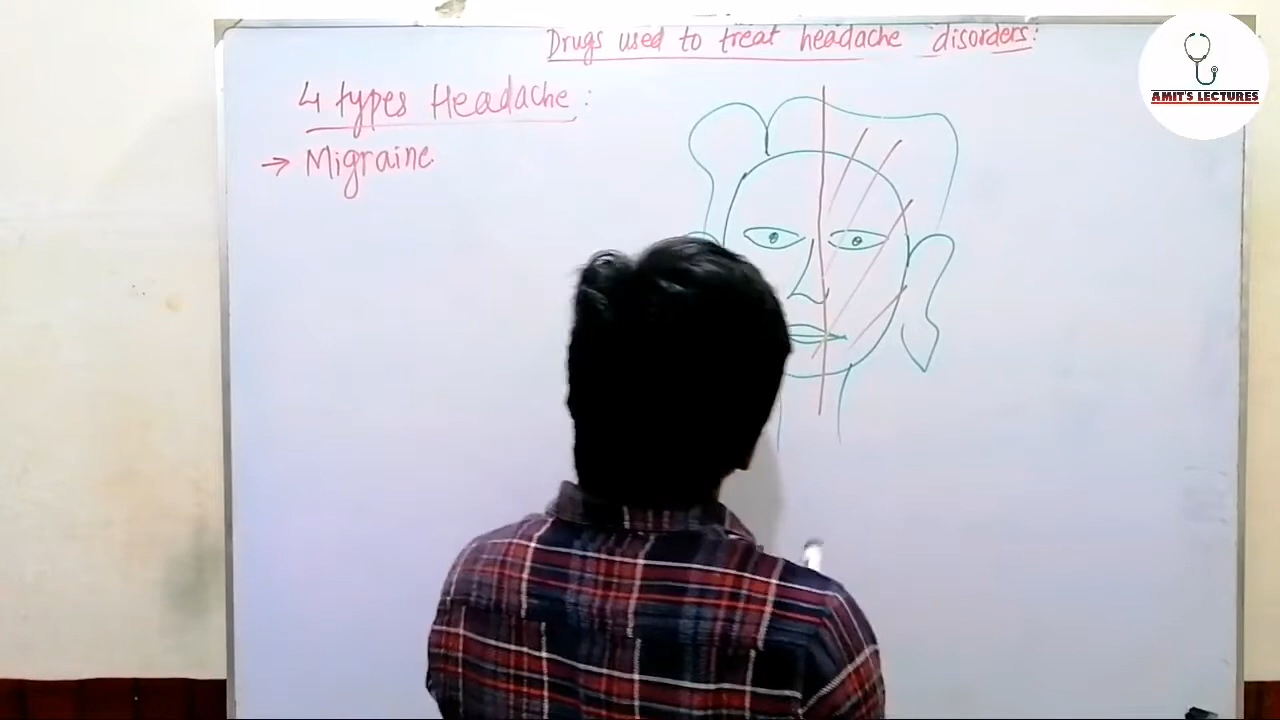 Drugs used to treat headache disorders:
4 types Headache:
→ Migraine.
AMIT'S LECTURES